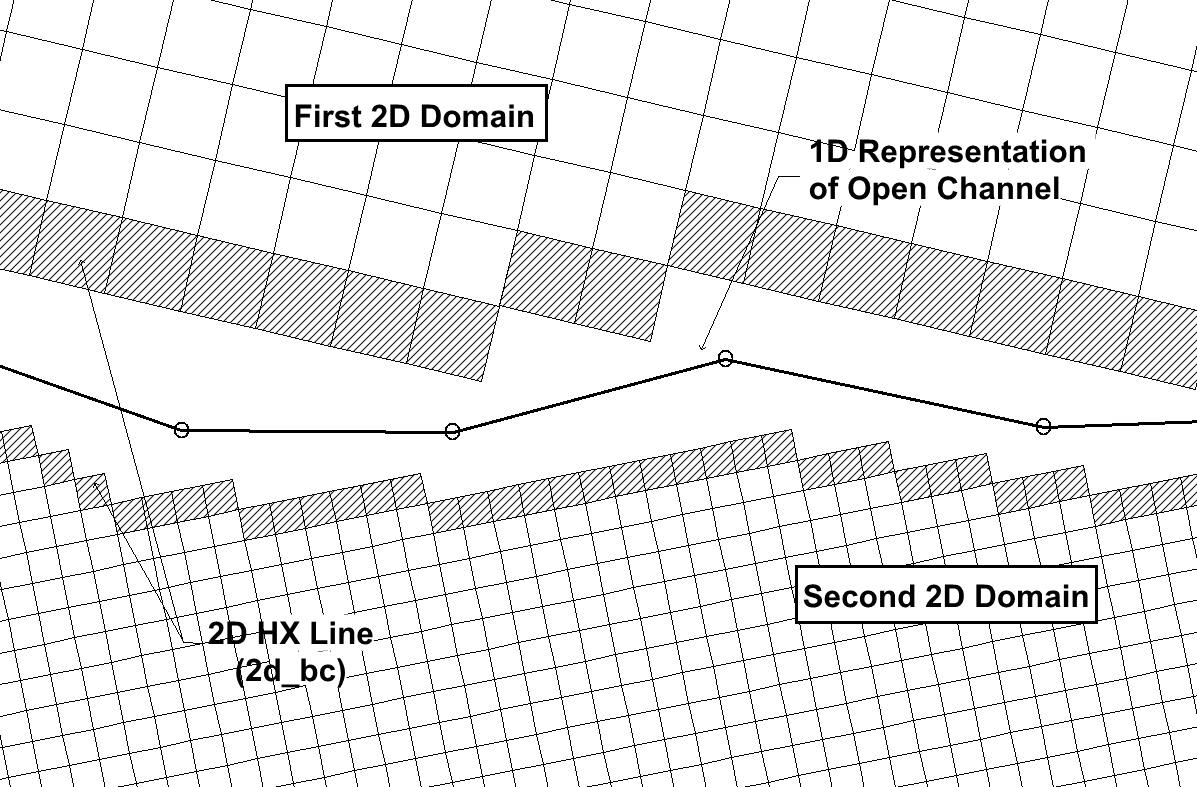 First 2D Domain
1D Representation
of Open Channel
Second 2D Domain
2D HX Line
(2d_bc)